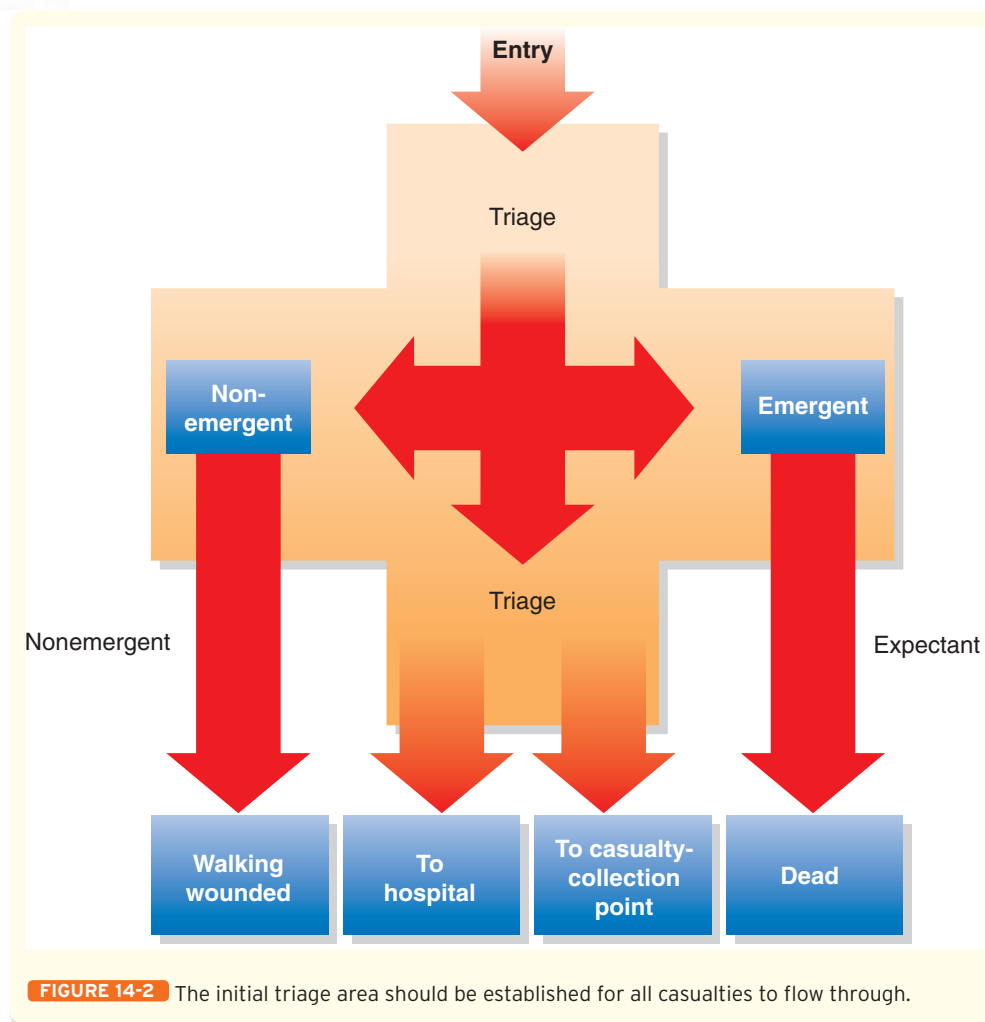 Entry
Triage
Non-
emergent
Emergent
Triage
Nonemergent
Expectant
Walking
wounded
To
hospital
To casualty-
collection
point
Dead
FIGURE 14-2 The initial triage area should be established for all casualties to flow through.